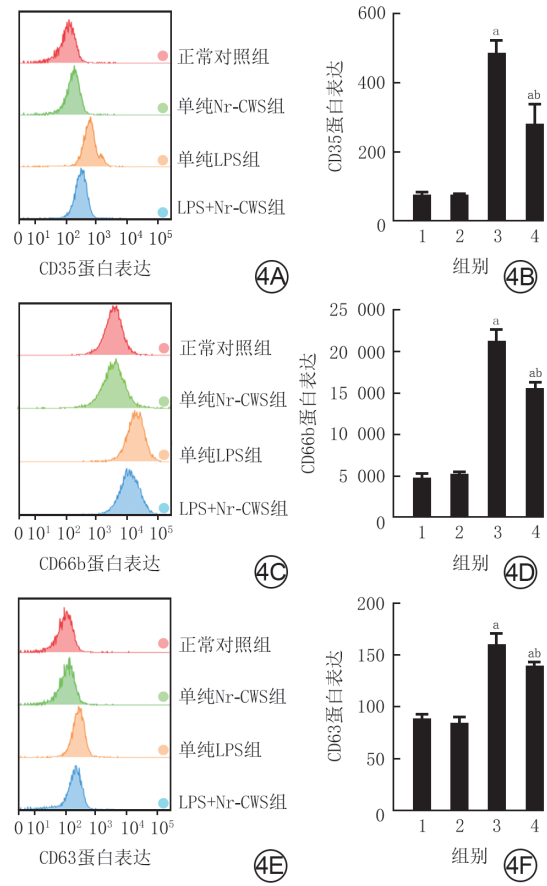 正常对照组
单纯Nr-CWS组
单纯LPS组
LPS+Nr-CWS组
0 10¹ 10² 10³ 10⁴ 10⁵
CD35蛋白表达
4A
600
400
200
0
CD35蛋白表达
a
ab
1 2 3 4
组别
4B
正常对照组
单纯Nr-CWS组
单纯LPS组
LPS+Nr-CWS组
0 10¹ 10² 10³ 10⁴ 10⁵
CD66b蛋白表达
4C
25 000
20 000
15 000
10 000
5 000
0
CD66b蛋白表达
a
ab
1 2 3 4
组别
4D
正常对照组
单纯Nr-CWS组
单纯LPS组
LPS+Nr-CWS组
0 10¹ 10² 10³ 10⁴ 10⁵
CD63蛋白表达
4E
200
150
100
50
0
CD63蛋白表达
a
ab
1 2 3 4
组别
4F